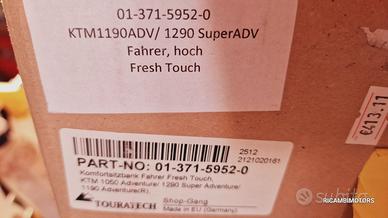 01-371-5952-0
KTM1190ADV/ 1290 SuperADV
Fahrer, hoch
Fresh Touch
€413.11
2512
2121020161
PART-NO: 01-371-5952-0
Komfortsitzbank Fahrer Fresh Touch,
KTM 1050 Adventure/ 1290 Super Adventure/
1190 Adventure(R)
TOURATECH
Shop-Gang
Made in EU (Germany)
subito
RICAMBIMOTORS